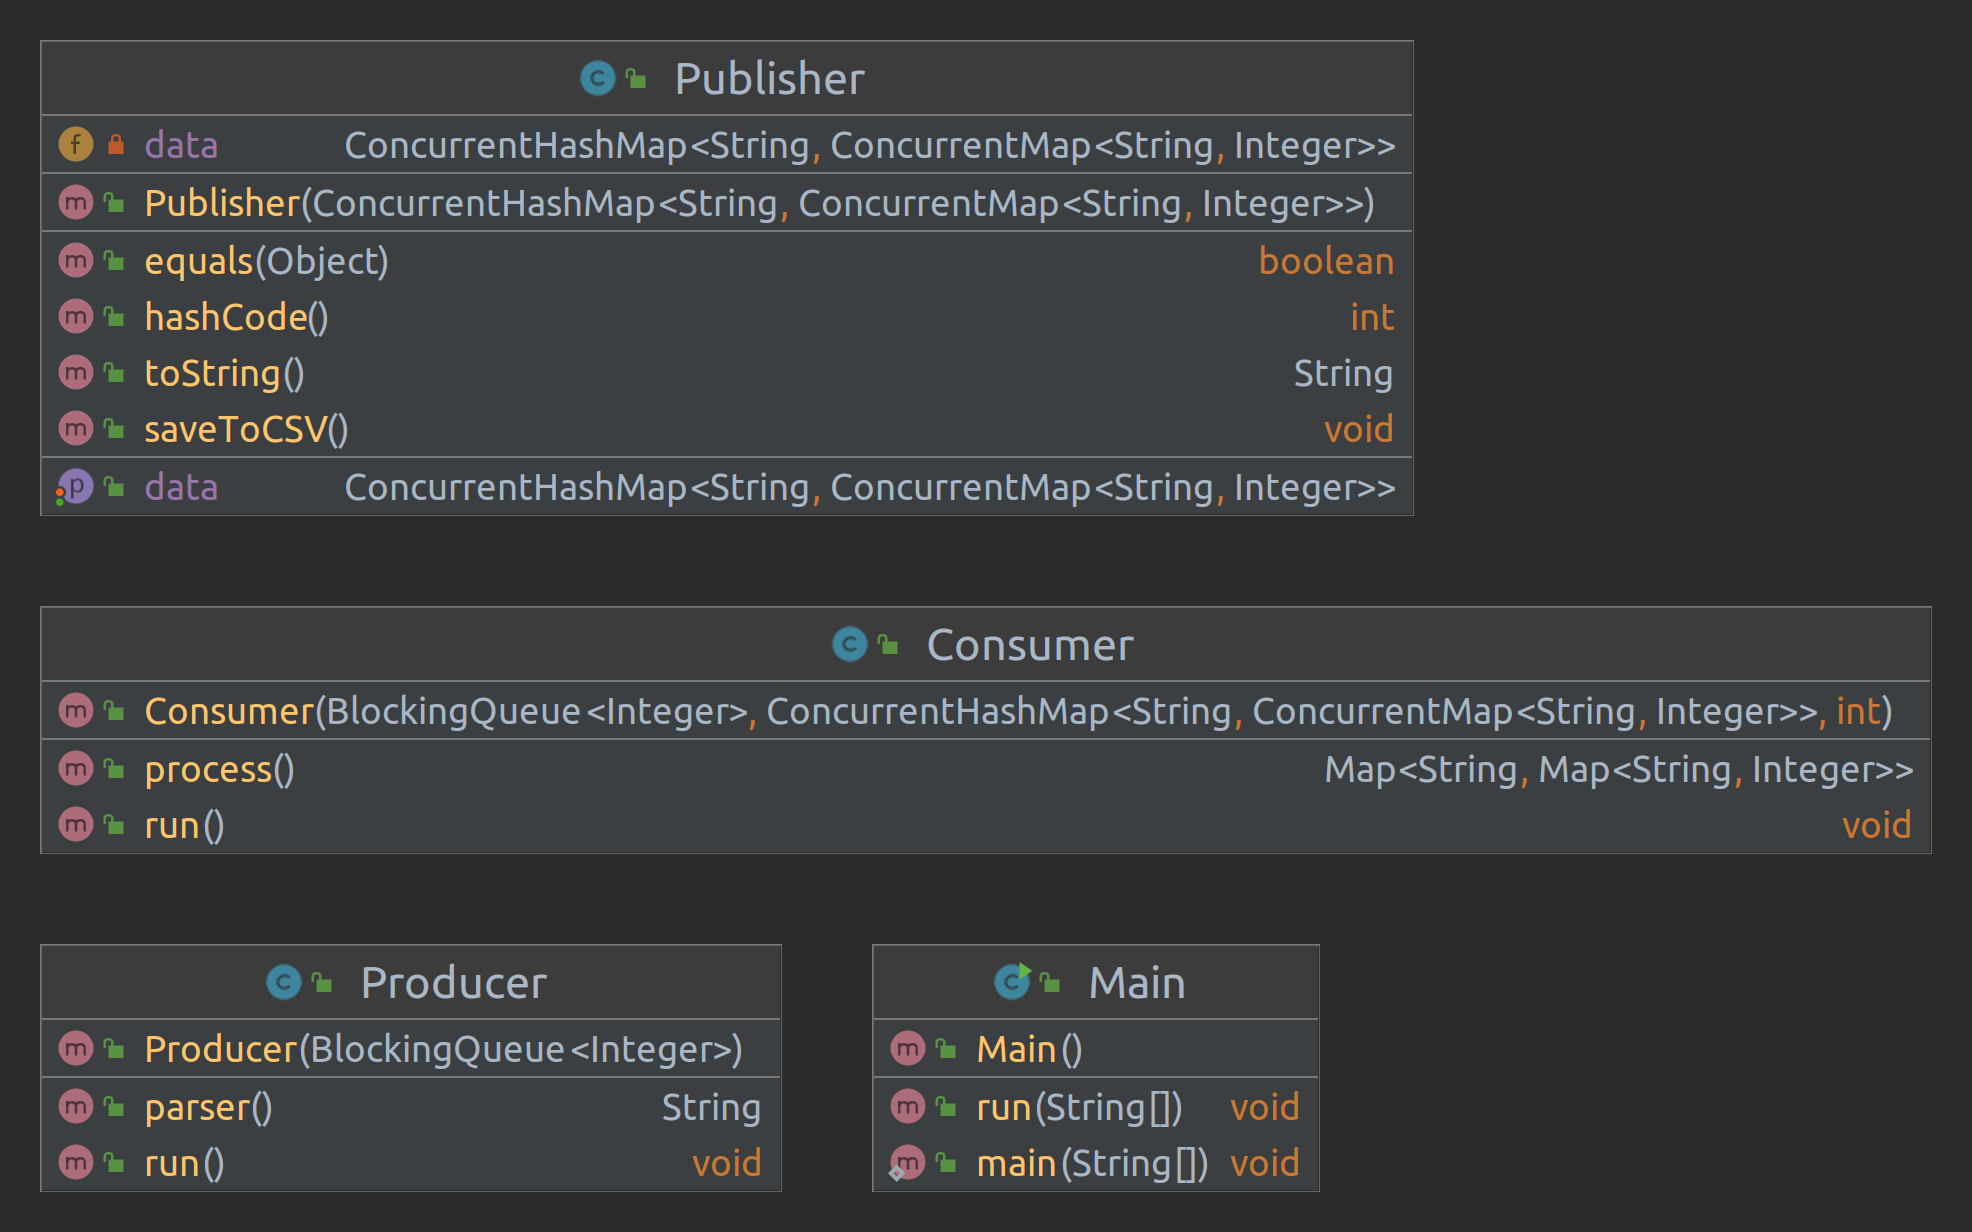 Publisher
data ConcurrentHashMap<String, ConcurrentMap<String, Integer>>
Publisher(ConcurrentHashMap<String, ConcurrentMap<String, Integer>>)
equals(Object) boolean
hashCode() int
toString() String
saveToCSV() void
data ConcurrentHashMap<String, ConcurrentMap<String, Integer>>
Consumer
Consumer(BlockingQueue<Integer>, ConcurrentHashMap<String, ConcurrentMap<String, Integer>>, int)
process() Map<String, Map<String, Integer>>
run() void
Producer
Producer(BlockingQueue<Integer>)
parser() String
run() void
Main
Main()
run(String[]) void
main(String[]) void